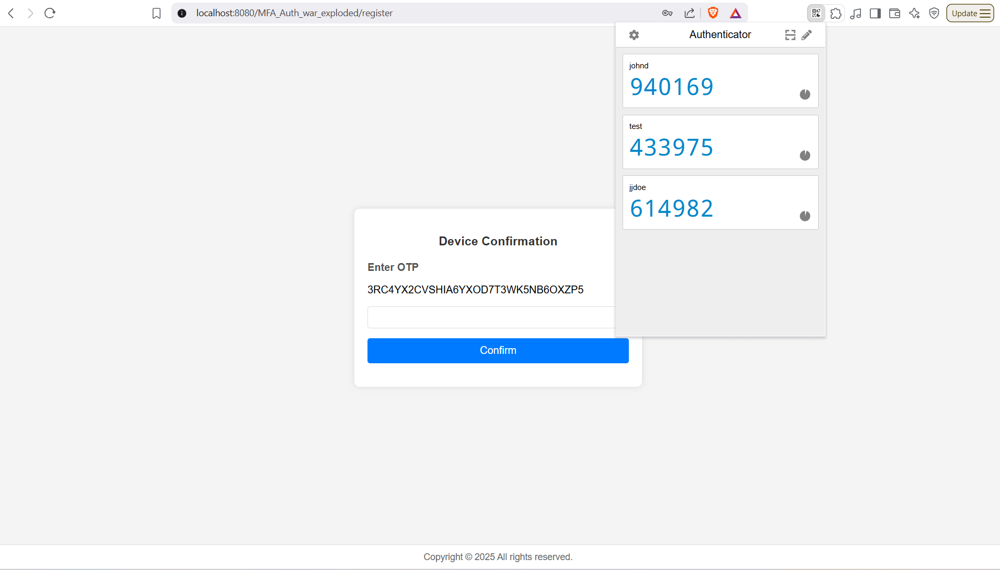 localhost:8080/MFA_Auth_war_exploded/register
Update
Authenticator
johnd
940169
test
433975
jjdoe
614982
Device Confirmation
Enter OTP
3RC4YX2CVSHIA6YXOD7T3WK5NB6OXZP5
Confirm
Copyright © 2025 All rights reserved.